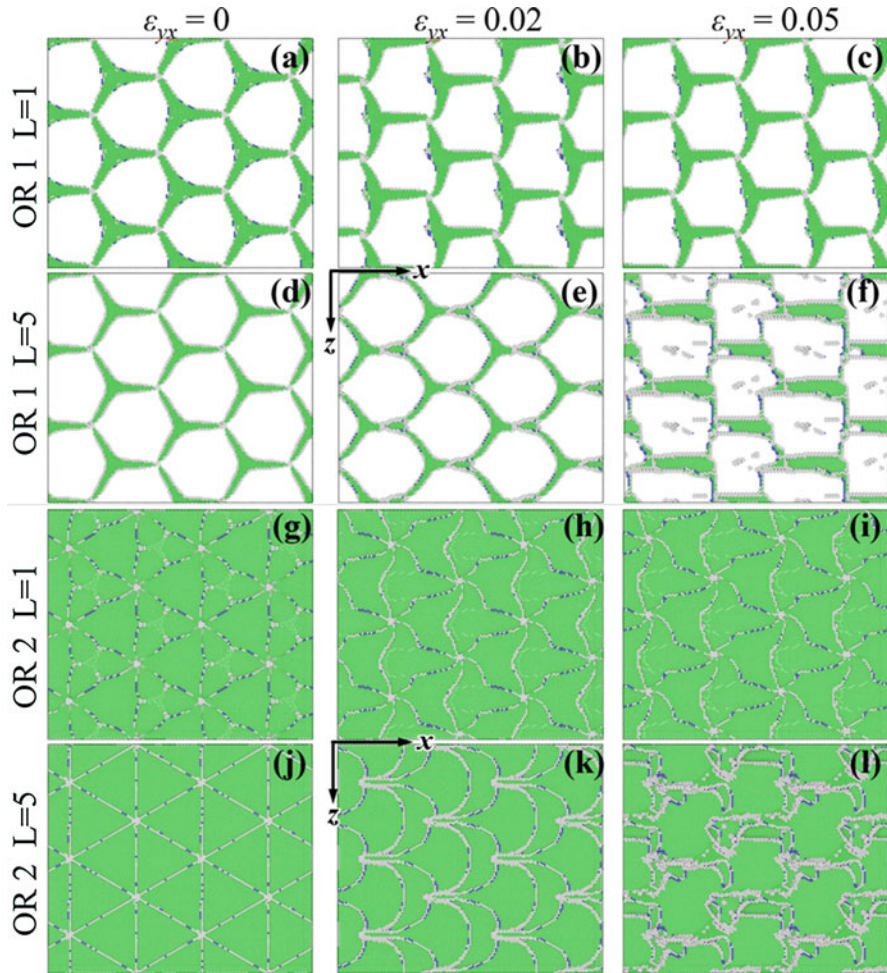 ε_yx = 0 ε_yx = 0.02 ε_yx = 0.05
OR 1 L=1
(a) (b) (c)
x
z
OR 1 L=5
(d) (e) (f)
OR 2 L=1
(g) (h) (i)
x
z
OR 2 L=5
(j) (k) (l)